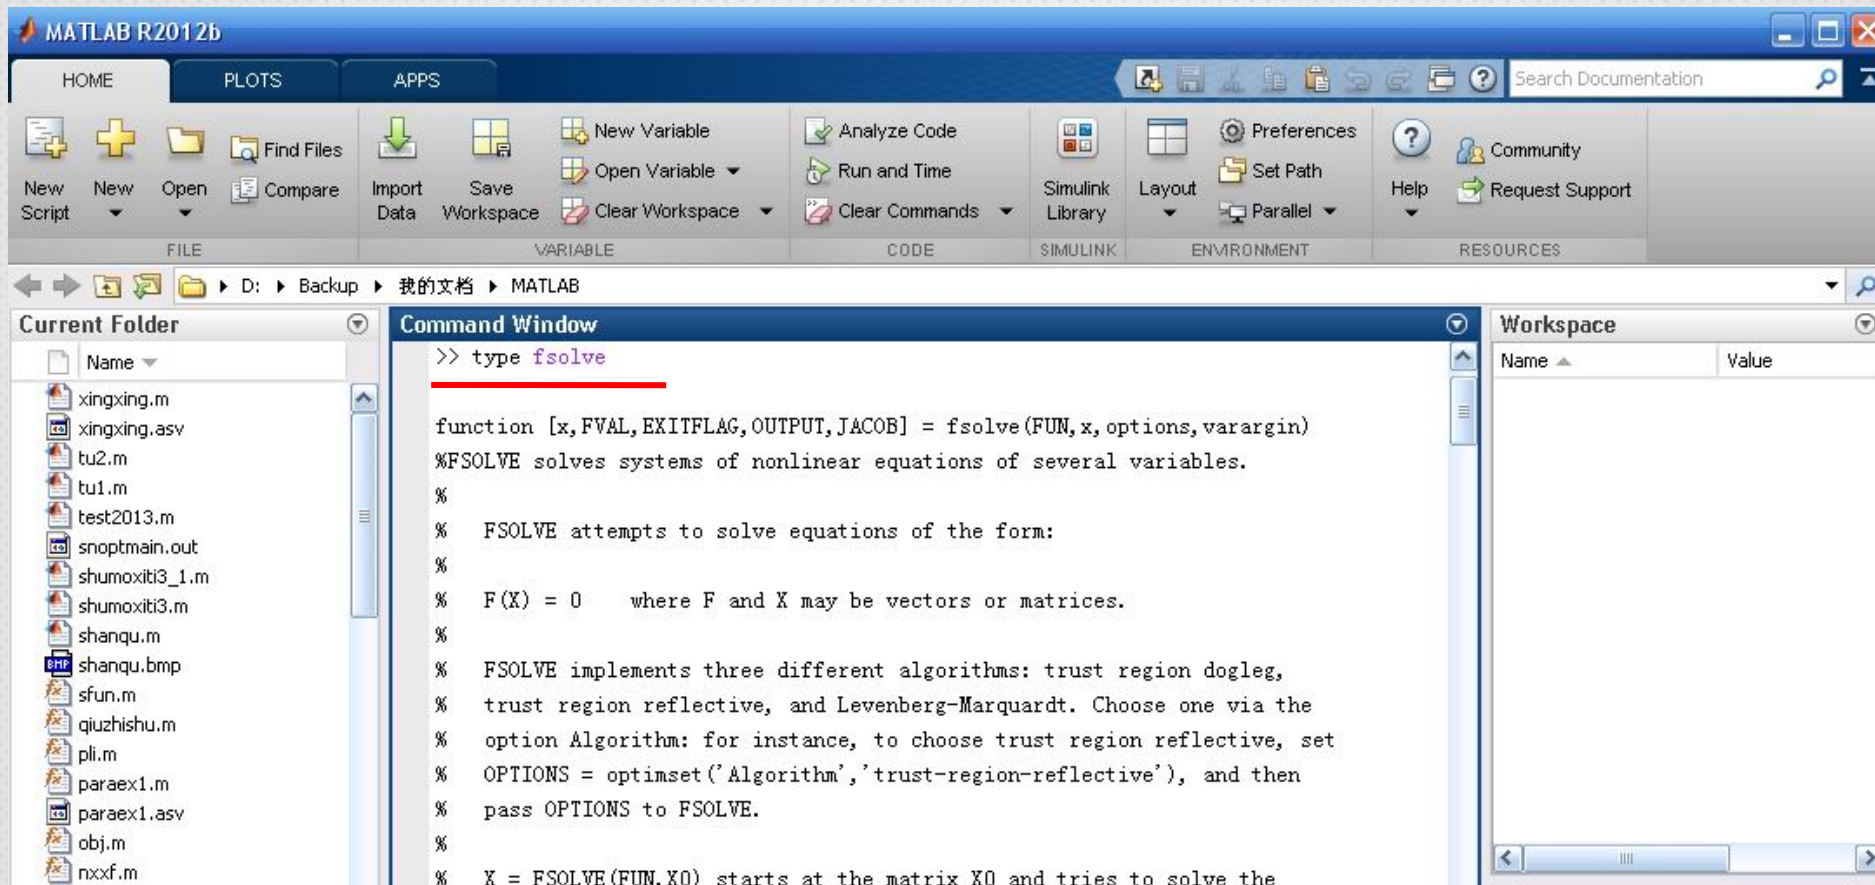 MATLAB R2012b
HOME PLOTS APPS
Search Documentation
New Script
New
Open
Find Files
Compare
FILE
Import Data
Save Workspace
New Variable
Open Variable
Clear Workspace
VARIABLE
Analyze Code
Run and Time
Clear Commands
CODE
Simulink Library
SIMULINK
Layout
Preferences
Set Path
Parallel
ENVIRONMENT
Help
Community
Request Support
RESOURCES
D: Backup 我的文档 MATLAB
Current Folder
Name
xingxing.m
xingxing.asv
tu2.m
tu1.m
test2013.m
snoptmain.out
shumoxiti3_1.m
shumoxiti3.m
shanqu.m
BMP shanqu.bmp
sfun.m
qiuzhishu.m
pli.m
paraex1.m
paraex1.asv
obj.m
nxxf.m
Command Window
>> type fsolve
function [x,FVAL,EXITFLAG,OUTPUT,JACOB] = fsolve(FUN,x,options,varargin)
%FSOLVE solves systems of nonlinear equations of several variables.
%
%   FSOLVE attempts to solve equations of the form:
%
%   F(X) = 0    where F and X may be vectors or matrices.
%
%   FSOLVE implements three different algorithms: trust region dogleg,
%   trust region reflective, and Levenberg-Marquardt. Choose one via the
%   option Algorithm: for instance, to choose trust region reflective, set
%   OPTIONS = optimset('Algorithm','trust-region-reflective'), and then
%   pass OPTIONS to FSOLVE.
%
%   X = FSOLVE(FUN,X0) starts at the matrix X0 and tries to solve the
Workspace
Name Value